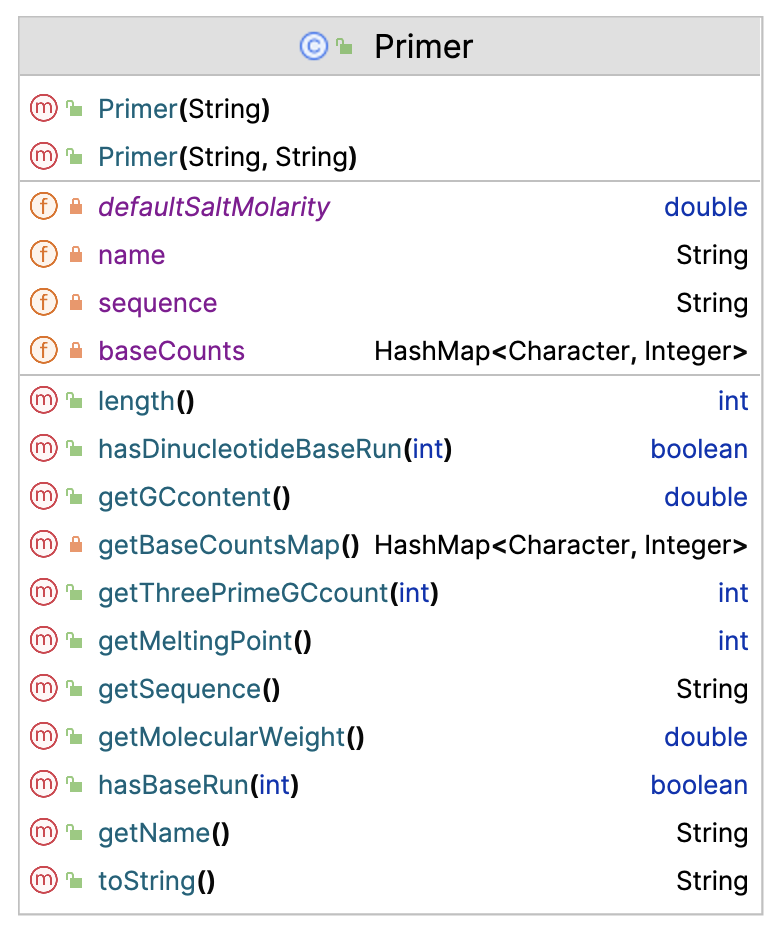 Primer
Primer(String)
Primer(String, String)
defaultSaltMolarity double
name String
sequence String
baseCounts HashMap<Character, Integer>
length() int
hasDinucleotideBaseRun(int) boolean
getGCcontent() double
getBaseCountsMap() HashMap<Character, Integer>
getThreePrimeGCcount(int) int
getMeltingPoint() int
getSequence() String
getMolecularWeight() double
hasBaseRun(int) boolean
getName() String
toString() String